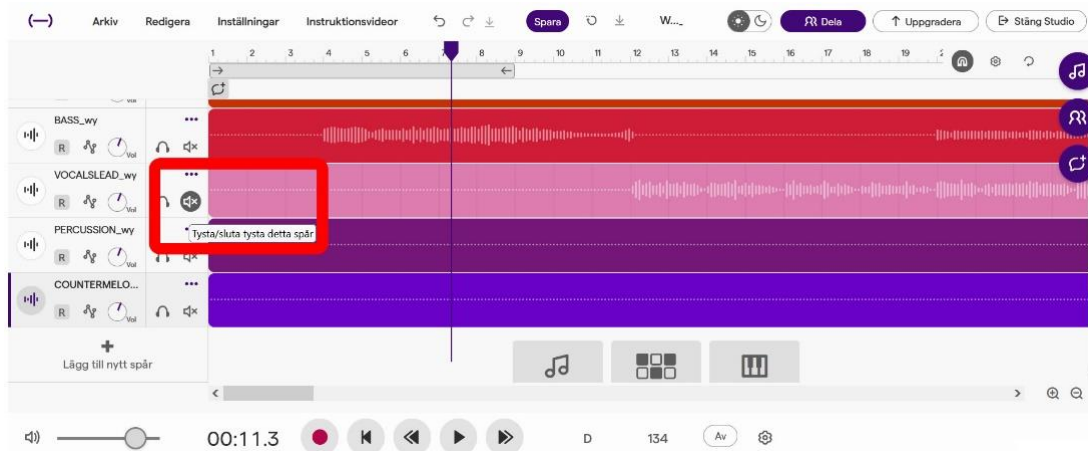 (—) Arkiv Redigera Inställningar Instruktionsvideor Spara W..._ Dela Uppgradera Stäng Studio
1 2 3 4 5 6 7 8 9 10 11 12 13 14 15 16 17 18 19
Vol
BASS_wy
R Vol
VOCALSLEAD_wy
R Vol
PERCUSSION_wy
Tysta/sluta tysta detta spår
R Vol
COUNTERMELO...
R Vol
Lägg till nytt spår
00:11.3 D 134 Av